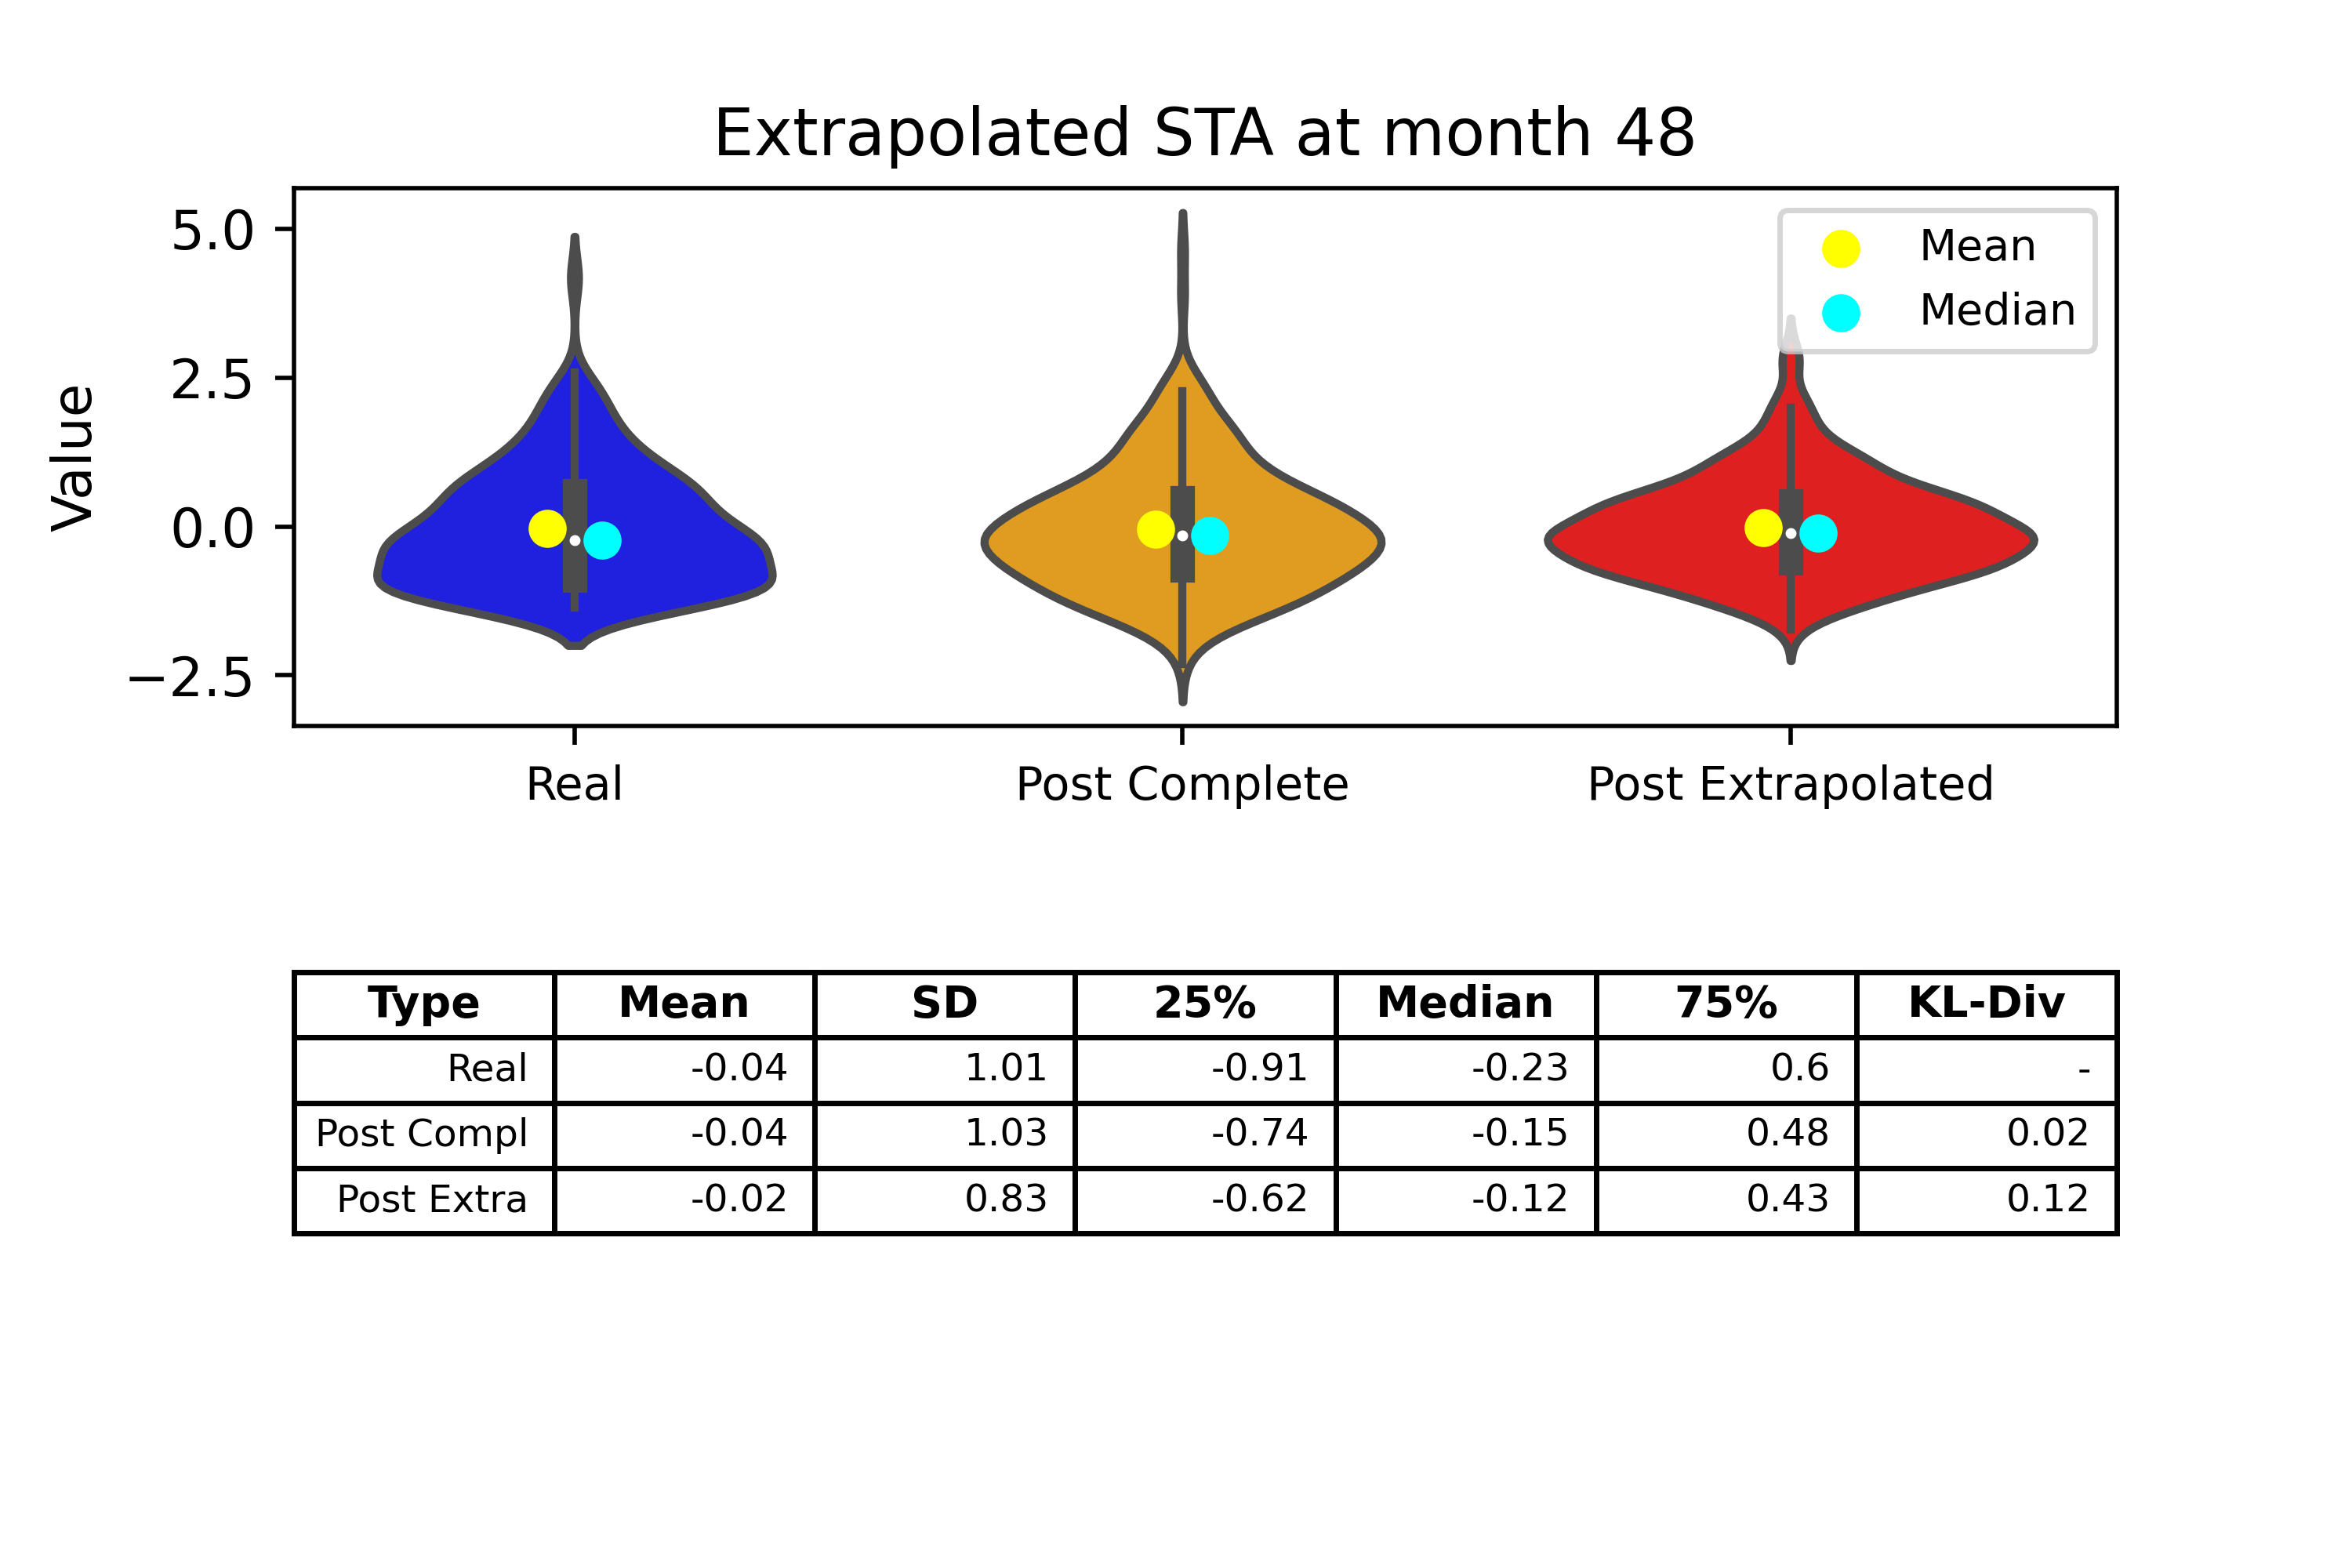 Extrapolated STA at month 48
Value
5.0
2.5
0.0
−2.5
Mean
Median
Real Post Complete Post Extrapolated
Type Mean SD 25% Median 75% KL-Div
Real -0.04 1.01 -0.91 -0.23 0.6 -
Post Compl -0.04 1.03 -0.74 -0.15 0.48 0.02
Post Extra -0.02 0.83 -0.62 -0.12 0.43 0.12